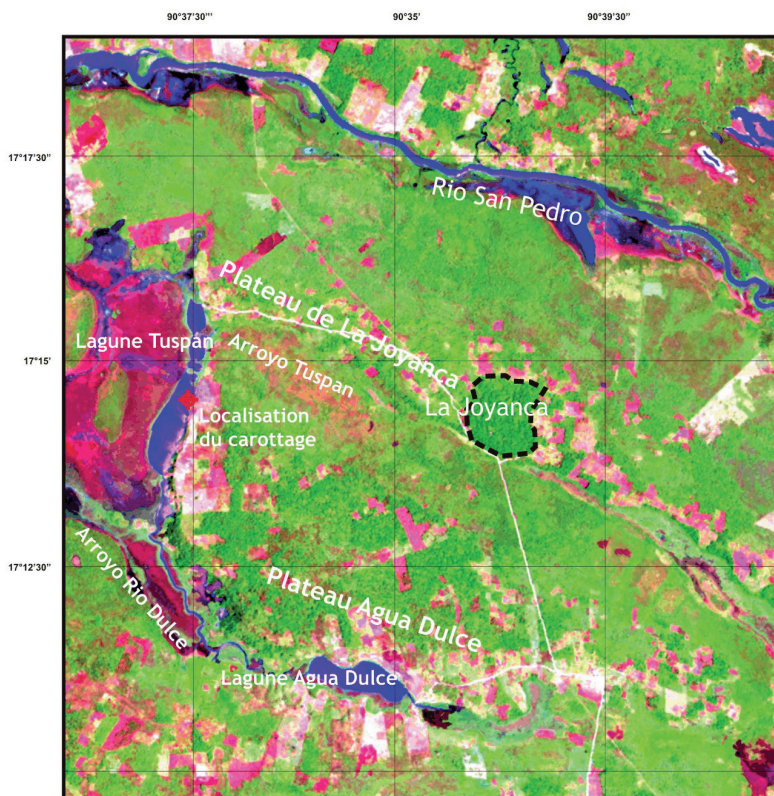 90°37'30'''
90°35'
90°39'30"
17°17'30"
Rio San Pedro
Plateau de La Joyanca
17°15'
Lagune Tuspán
Arroyo Tuspan
La Joyanca
Localisation
du carottage
17°12'30"
Arroyo Rio Dulce
Plateau Agua Dulce
Lagune Agua Dulce